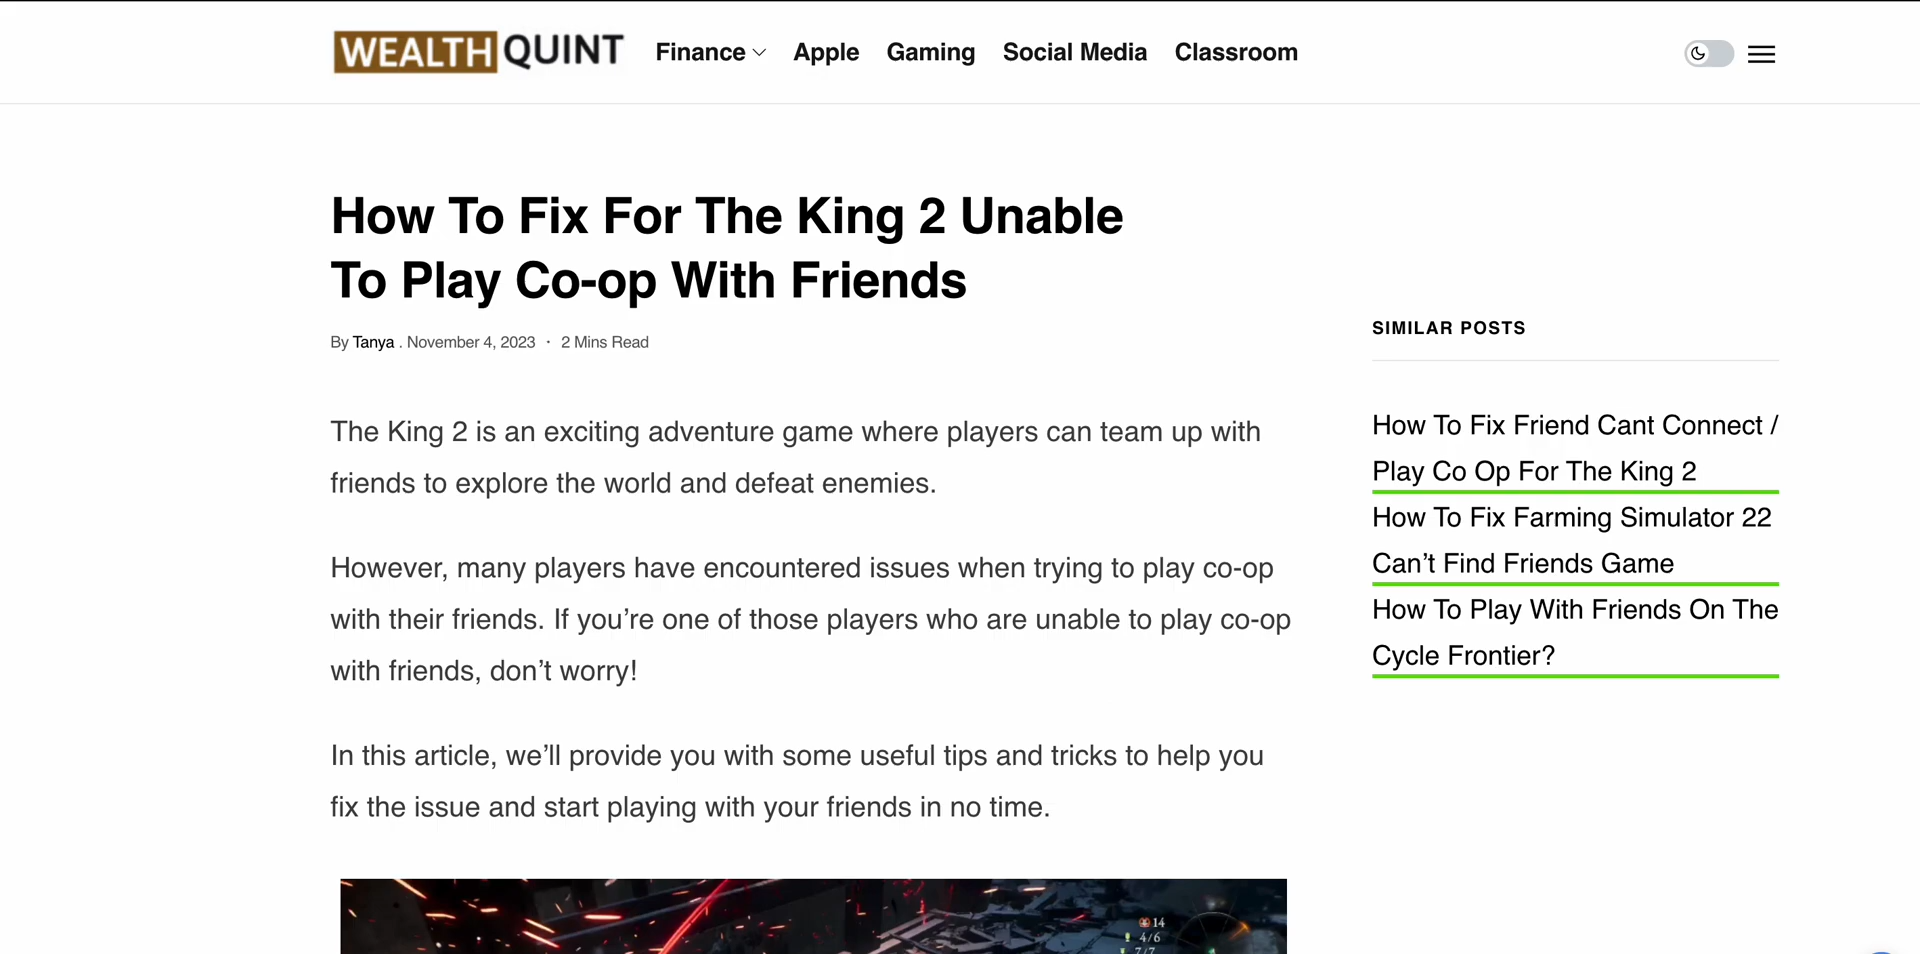 WEALTH QUINT Finance Apple Gaming Social Media Classroom
How To Fix For The King 2 Unable
To Play Co-op With Friends
By Tanya . November 4, 2023 · 2 Mins Read
The King 2 is an exciting adventure game where players can team up with
friends to explore the world and defeat enemies.
However, many players have encountered issues when trying to play co-op
with their friends. If you’re one of those players who are unable to play co-op
with friends, don’t worry!
In this article, we’ll provide you with some useful tips and tricks to help you
fix the issue and start playing with your friends in no time.
14
4/6
7/7
SIMILAR POSTS
How To Fix Friend Cant Connect /
Play Co Op For The King 2
How To Fix Farming Simulator 22
Can’t Find Friends Game
How To Play With Friends On The
Cycle Frontier?